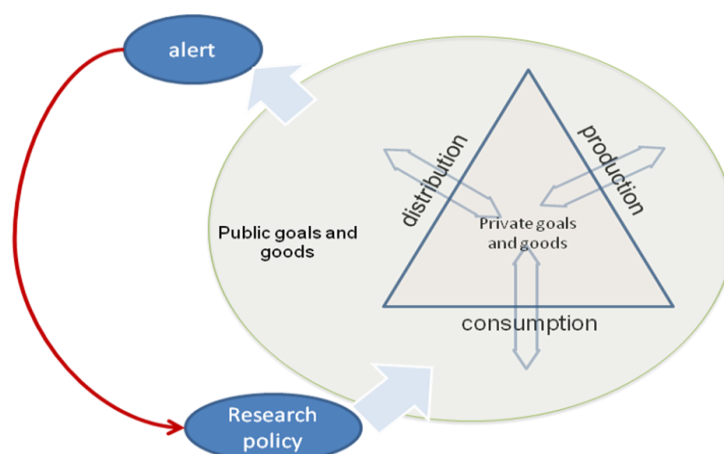 alert
distribution
production
Public goals and
goods
Private goals
and goods
consumption
Research
policy